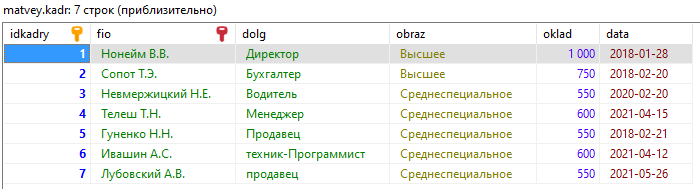 matvey.kadr: 7 строк (приблизительно)
idkadry fio dolg obraz oklad data
1 Нонейм В.В. Директор Высшее 1 000 2018-01-28
2 Сопот Т.Э. Бухгалтер Высшее 750 2018-02-20
3 Невмержицкий Н.Е. Водитель Среднеспециальное 550 2020-02-20
4 Телеш Т.Н. Менеджер Среднеспециальное 600 2021-04-15
5 Гуненко Н.Н. Продавец Среднеспециальное 550 2018-02-21
6 Ивашин А.С. техник-Программист Среднеспециальное 600 2021-04-12
7 Лубовский А.В. продавец Среднеспециальное 550 2021-05-26